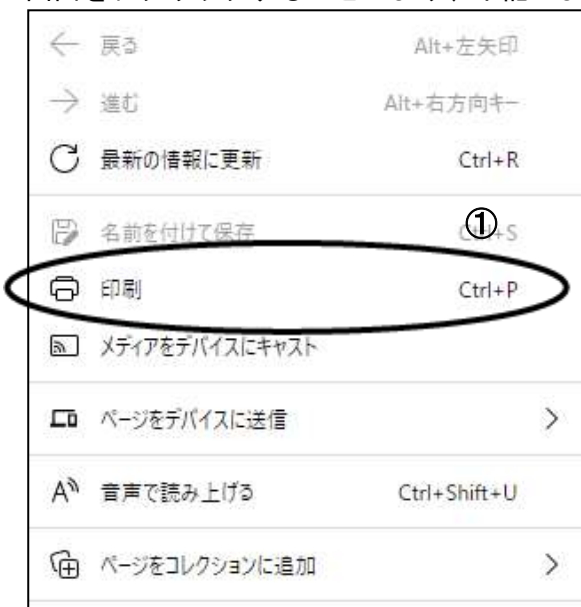 戻る Alt+左矢印
進む Alt+右方向キー
最新の情報に更新 Ctrl+R
①
名前を付けて保存
印刷 Ctrl+P
メディアをデバイスにキャスト
ページをデバイスに送信
音声で読み上げる Ctrl+Shift+U
ページをコレクションに追加